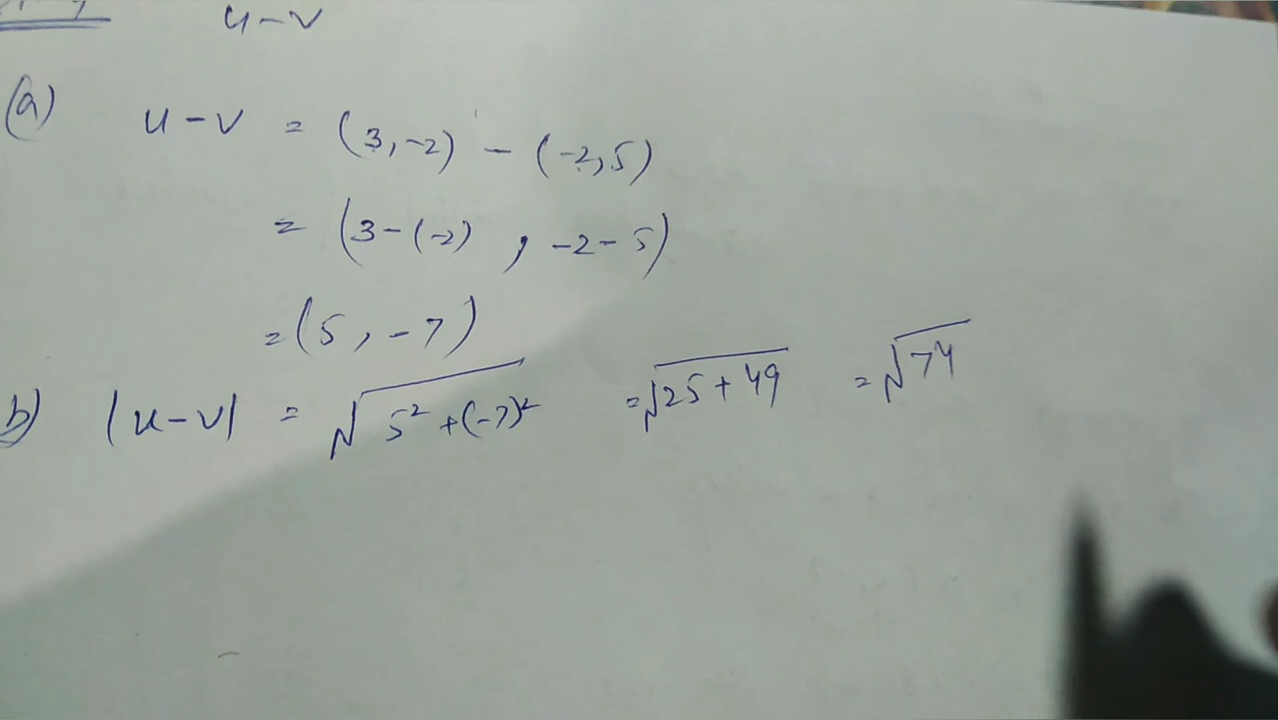 u-v
(a) u-v = (3,-2) - (-2,5)
= (3-(-2) , -2-5)
= (5, -7)
b) |u-v| = √5²+(-7)² = √25+49 = √74